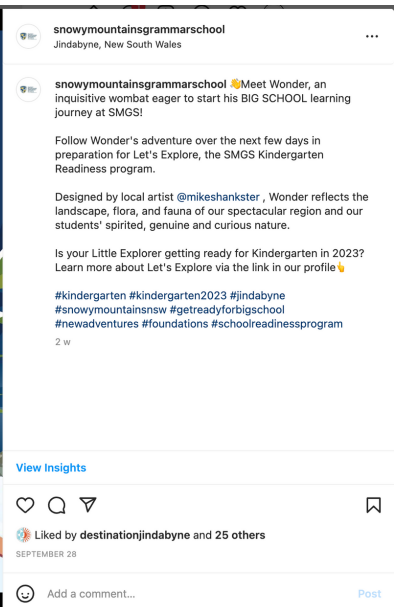 snowymountainsgrammarschool
Jindabyne, New South Wales
snowymountainsgrammarschool 👋Meet Wonder, an
inquisitive wombat eager to start his BIG SCHOOL learning
journey at SMGS!
Follow Wonder's adventure over the next few days in
preparation for Let's Explore, the SMGS Kindergarten
Readiness program.
Designed by local artist @mikeshankster , Wonder reflects the
landscape, flora, and fauna of our spectacular region and our
students' spirited, genuine and curious nature.
Is your Little Explorer getting ready for Kindergarten in 2023?
Learn more about Let's Explore via the link in our profile👆
#kindergarten #kindergarten2023 #jindabyne
#snowymountainsnsw #getreadyforbigschool
#newadventures #foundations #schoolreadinessprogram
2 w
View Insights
Liked by destinationjindabyne and 25 others
SEPTEMBER 28
Add a comment...
Post